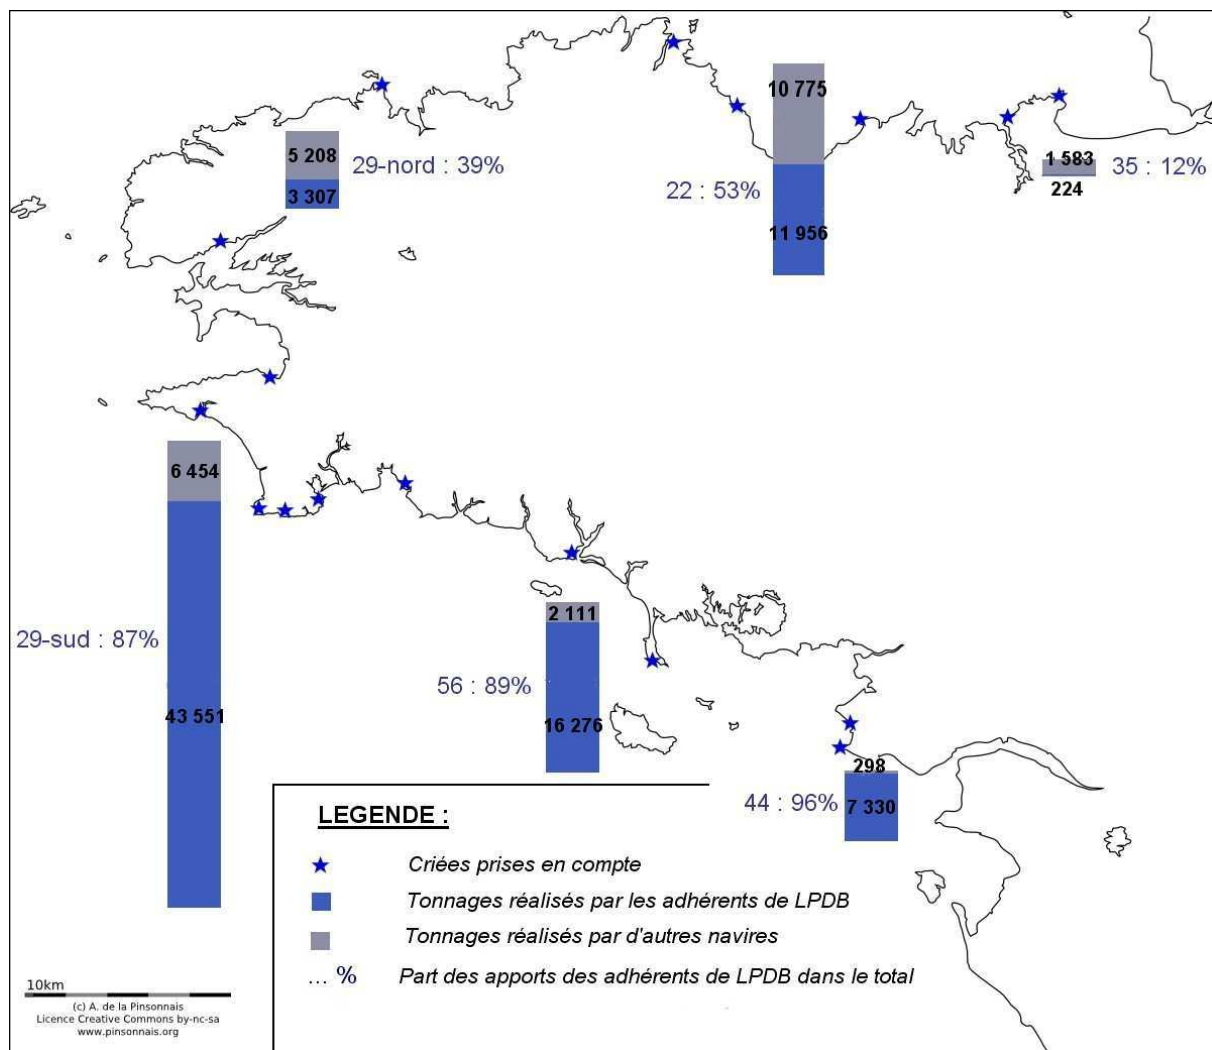 10 775
5 208
29-nord : 39%
3 307
22 : 53%
11 956
1 583
35 : 12%
224
6 454
29-sud : 87%
43 551
2 111
56 : 89%
16 276
298
44 : 96%
7 330
LEGENDE :
Criées prises en compte
Tonnages réalisés par les adhérents de LPDB
Tonnages réalisés par d'autres navires
... % Part des apports des adhérents de LPDB dans le total
10km
(c) A. de la Pinsonnais
Licence Creative Commons by-nc-sa
www.pinsonnais.org